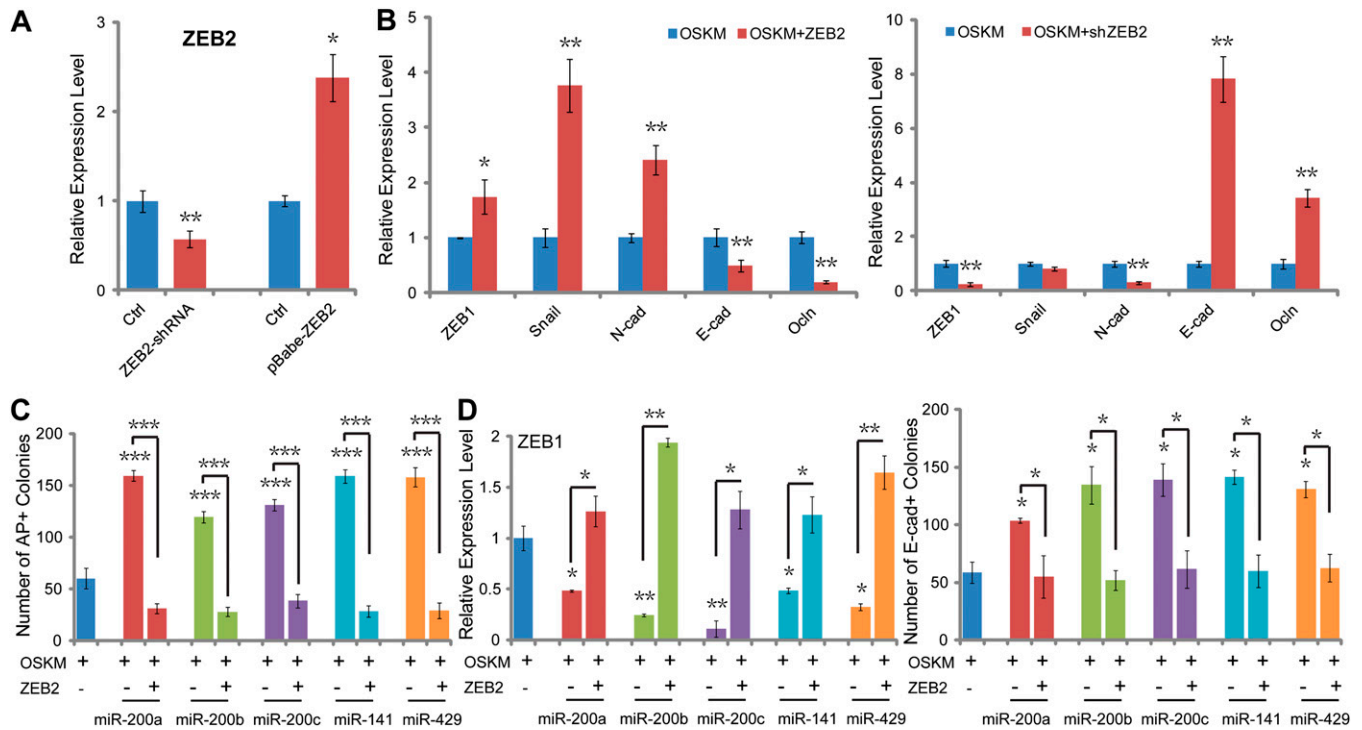 A
ZEB2
Relative Expression Level
3
2
1
0
**
*
Ctrl
ZEB2-shRNA
Ctrl
pBabe-ZEB2
B
OSKM OSKM+ZEB2
Relative Expression Level
5
4
3
2
1
0
*
**
**
**
**
ZEB1
Snail
N-cad
E-cad
Ocln
OSKM OSKM+shZEB2
Relative Expression Level
10
8
6
4
2
0
**
**
**
**
ZEB1
Snail
N-cad
E-cad
Ocln
C
Number of AP+ Colonies
200
150
100
50
0
*** *** *** *** ***
*** *** *** *** ***
OSKM + + + + + + + + + + +
ZEB2 - - + - + - + - + - +
miR-200a miR-200b miR-200c miR-141 miR-429
D
ZEB1
Relative Expression Level
2
1.5
1
0.5
0
* ** * * **
* ** ** * *
OSKM + + + + + + + + + + +
ZEB2 - - + - + - + - + - +
miR-200a miR-200b miR-200c miR-141 miR-429
Number of E-cad+ Colonies
200
150
100
50
0
* * * * *
* * * * *
OSKM + + + + + + + + + + +
ZEB2 - - + - + - + - + - +
miR-200a miR-200b miR-200c miR-141 miR-429